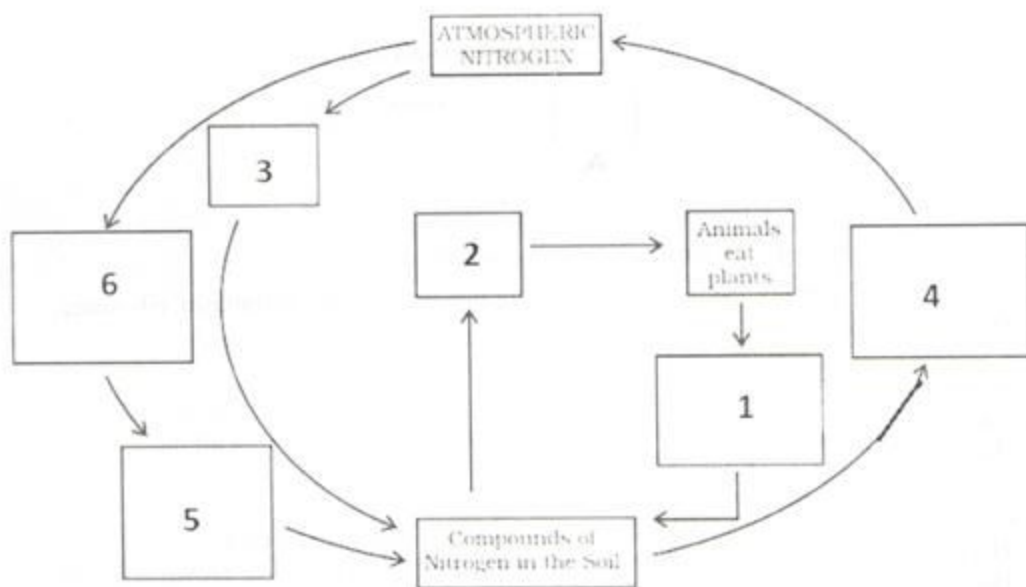 ATMOSPHERIC
NITROGEN
3
6
2
Animals
eat
plants
4
1
5
Compounds of
Nitrogen in the Soil